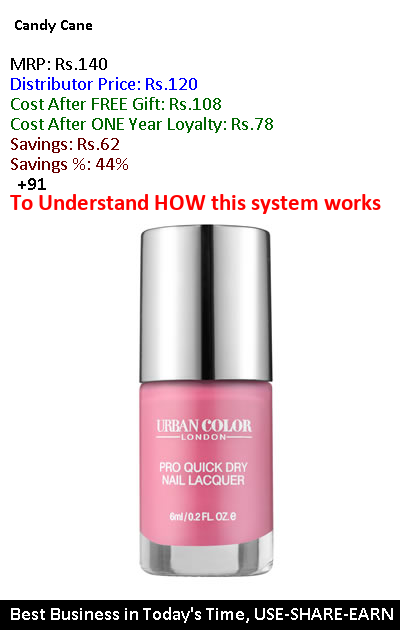 Candy Cane
MRP: Rs.140
Distributor Price: Rs.120
Cost After FREE Gift: Rs.108
Cost After ONE Year Loyalty: Rs.78
Savings: Rs.62
Savings %: 44%
+91
To Understand HOW this system works
URBAN COLOR
LONDON
PRO QUICK DRY
NAIL LACQUER
6ml/0.2 FL. OZ. e
Best Business in Today's Time, USE-SHARE-EARN